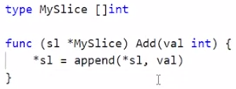 type MySlice []int
func (sl *MySlice) Add(val int) {
    *sl = append(*sl, val)
}